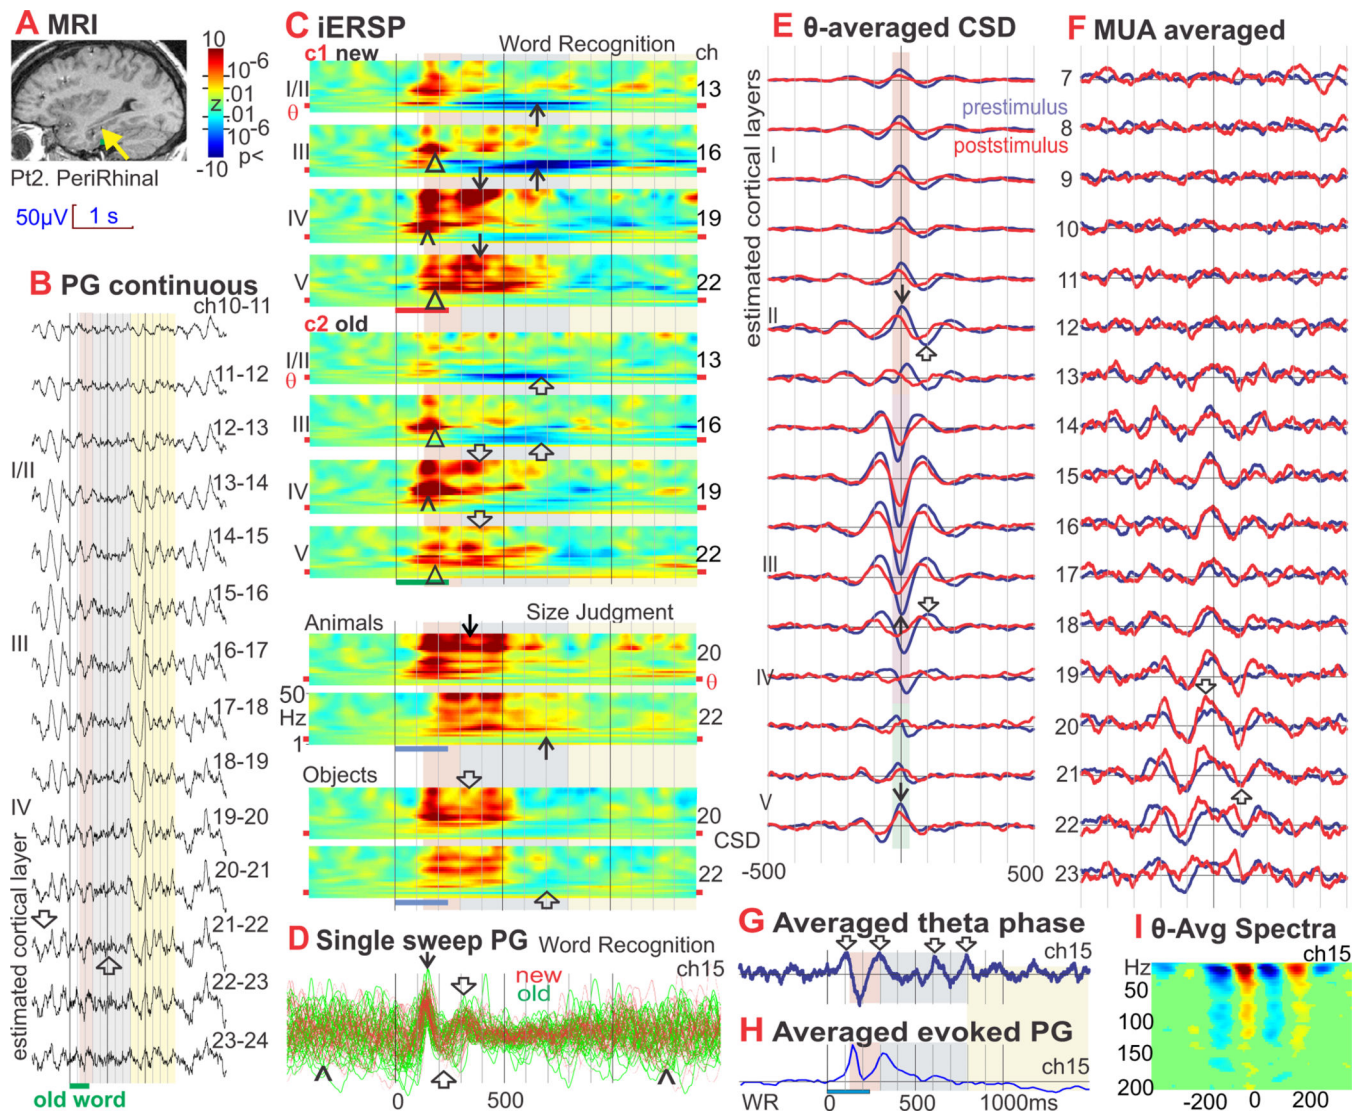 A MRI
10
10-6
.01
z
.01
10-6
p<
-10
Pt2. PeriRhinal
50µV 1 s
B PG continuous
ch10-11
11-12
12-13
I/II
13-14
14-15
15-16
III
16-17
17-18
18-19
IV
19-20
20-21
21-22
22-23
23-24
estimated cortical layer
old word
C iERSP
c1 new
Word Recognition
ch
I/II
θ
13
III
16
IV
19
V
22
c2 old
I/II
θ
13
III
16
IV
19
V
22
Size Judgment
Animals
20
θ
50
Hz
1
22
Objects
20
CSD
22
D Single sweep PG
Word Recognition
ch15
new
old
0
500
E θ-averaged CSD
estimated cortical layers
prestimulus
poststimulus
I
II
III
IV
V
-500
500
F MUA averaged
7
8
9
10
11
12
13
14
15
16
17
18
19
20
21
22
23
G Averaged theta phase
ch15
H Averaged evoked PG
ch15
WR
0
500
1000ms
I θ-Avg Spectra
ch15
Hz
50
100
150
200
-200
0
200